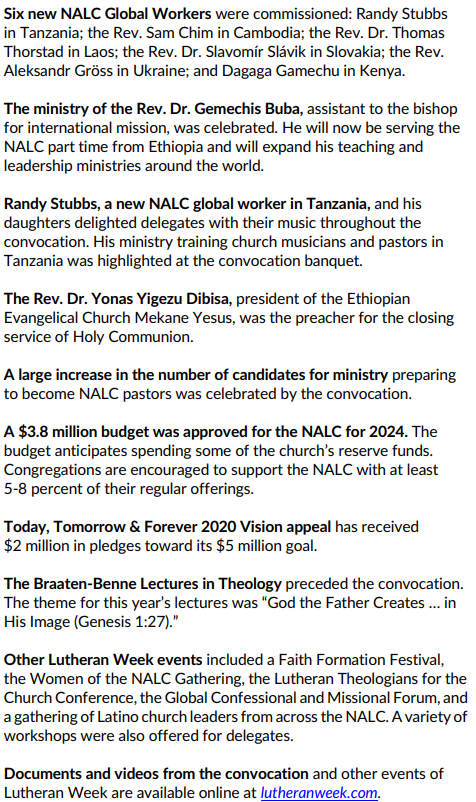 Six new NALC Global Workers were commissioned: Randy Stubbs
in Tanzania; the Rev. Sam Chim in Cambodia; the Rev. Dr. Thomas
Thorstad in Laos; the Rev. Dr. Slavomír Slávik in Slovakia; the Rev.
Aleksandr Gröss in Ukraine; and Dagaga Gamechu in Kenya.
The ministry of the Rev. Dr. Gemechis Buba, assistant to the bishop
for international mission, was celebrated. He will now be serving the
NALC part time from Ethiopia and will expand his teaching and
leadership ministries around the world.
Randy Stubbs, a new NALC global worker in Tanzania, and his
daughters delighted delegates with their music throughout the
convocation. His ministry training church musicians and pastors in
Tanzania was highlighted at the convocation banquet.
The Rev. Dr. Yonas Yigezu Dibisa, president of the Ethiopian
Evangelical Church Mekane Yesus, was the preacher for the closing
service of Holy Communion.
A large increase in the number of candidates for ministry preparing
to become NALC pastors was celebrated by the convocation.
A $3.8 million budget was approved for the NALC for 2024. The
budget anticipates spending some of the church's reserve funds.
Congregations are encouraged to support the NALC with at least
5-8 percent of their regular offerings.
Today, Tomorrow & Forever 2020 Vision appeal has received
$2 million in pledges toward its $5 million goal.
The Braaten-Benne Lectures in Theology preceded the convocation.
The theme for this year's lectures was “God the Father Creates … in
His Image (Genesis 1:27).”
Other Lutheran Week events included a Faith Formation Festival,
the Women of the NALC Gathering, the Lutheran Theologians for the
Church Conference, the Global Confessional and Missional Forum, and
a gathering of Latino church leaders from across the NALC. A variety of
workshops were also offered for delegates.
Documents and videos from the convocation and other events of
Lutheran Week are available online at lutheranweek.com.